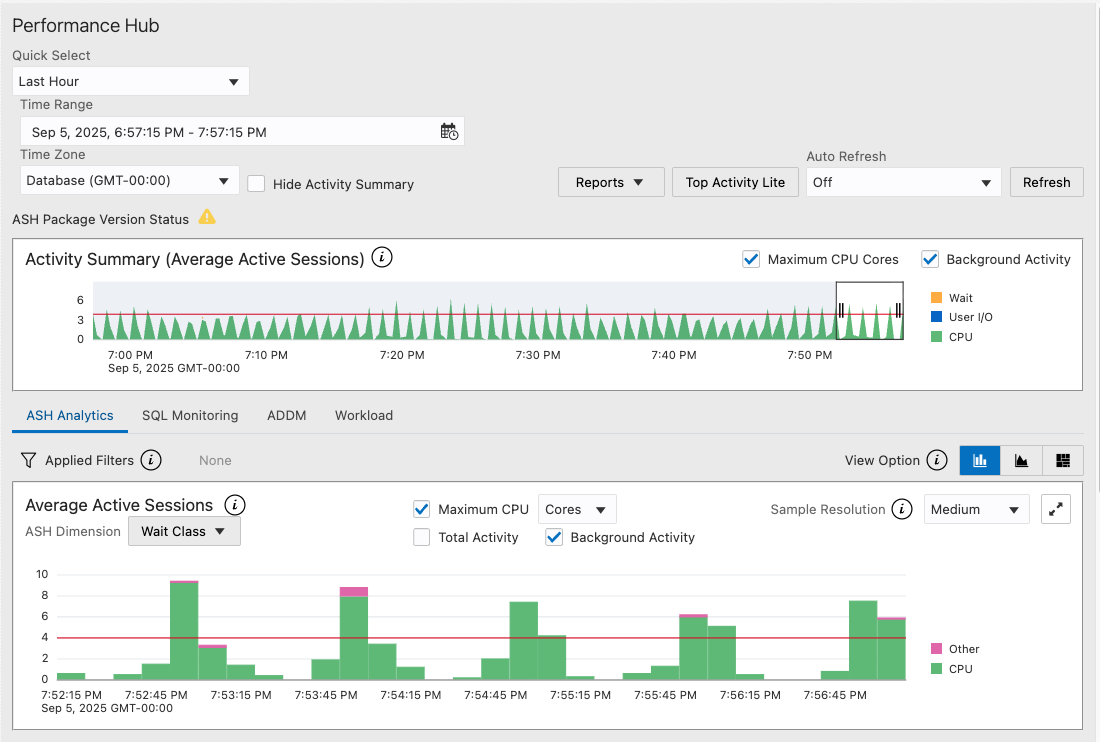 Performance Hub
Quick Select
Last Hour
Time Range
Sep 5, 2025, 6:57:15 PM - 7:57:15 PM
Time Zone
Auto Refresh
Database (GMT-00:00)
Hide Activity Summary
Reports
Top Activity Lite
Off
Refresh
ASH Package Version Status
Activity Summary (Average Active Sessions)
Maximum CPU Cores
Background Activity
6
3
0
Wait
User I/O
CPU
7:00 PM 7:10 PM 7:20 PM 7:30 PM 7:40 PM 7:50 PM
Sep 5, 2025 GMT-00:00
ASH Analytics SQL Monitoring ADDM Workload
Applied Filters None
View Option
Average Active Sessions
Maximum CPU Cores
Sample Resolution Medium
ASH Dimension Wait Class
Total Activity Background Activity
10
8
6
4
2
0
Other
CPU
7:52:15 PM 7:52:45 PM 7:53:15 PM 7:53:45 PM 7:54:15 PM 7:54:45 PM 7:55:15 PM 7:55:45 PM 7:56:15 PM 7:56:45 PM
Sep 5, 2025 GMT-00:00